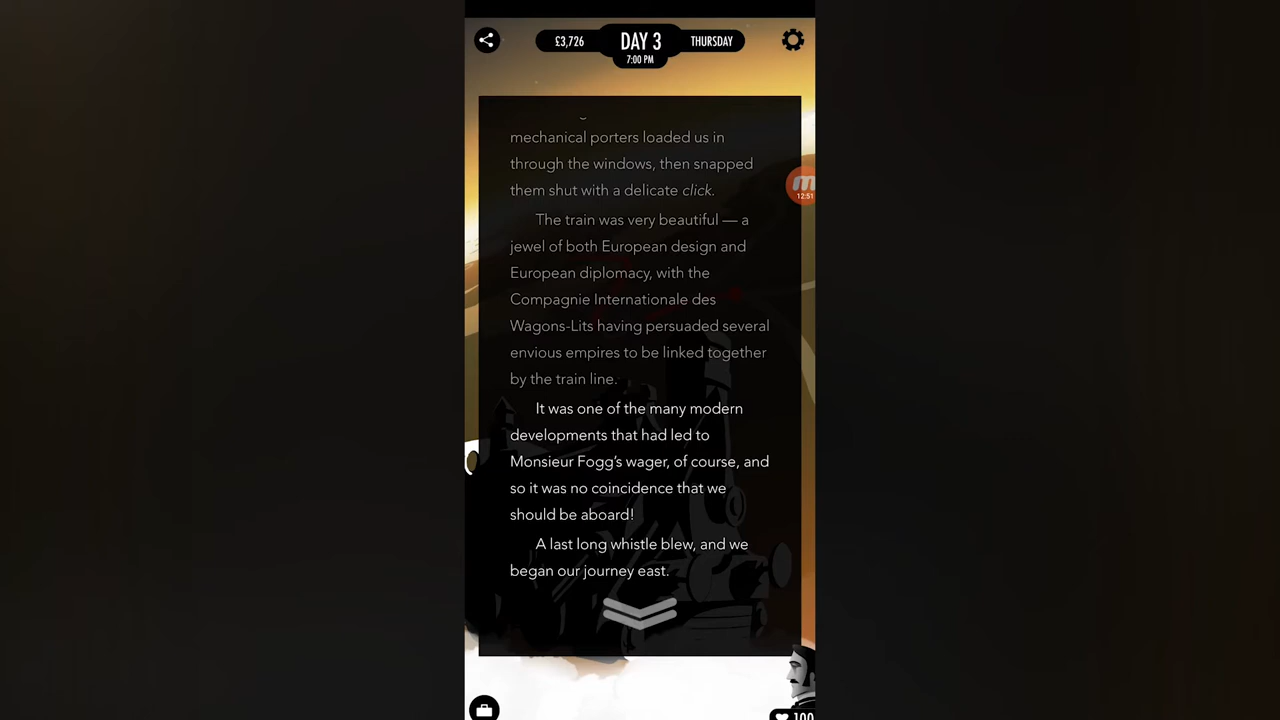 £3,726
DAY 3
THURSDAY
7:00 PM
mechanical porters loaded us in
through the windows, then snapped
them shut with a delicate click.
The train was very beautiful — a
jewel of both European design and
European diplomacy, with the
Compagnie Internationale des
Wagons-Lits having persuaded several
envious empires to be linked together
by the train line.
It was one of the many modern
developments that had led to
Monsieur Fogg’s wager, of course, and
so it was no coincidence that we
should be aboard!
A last long whistle blew, and we
began our journey east.
12:51
100